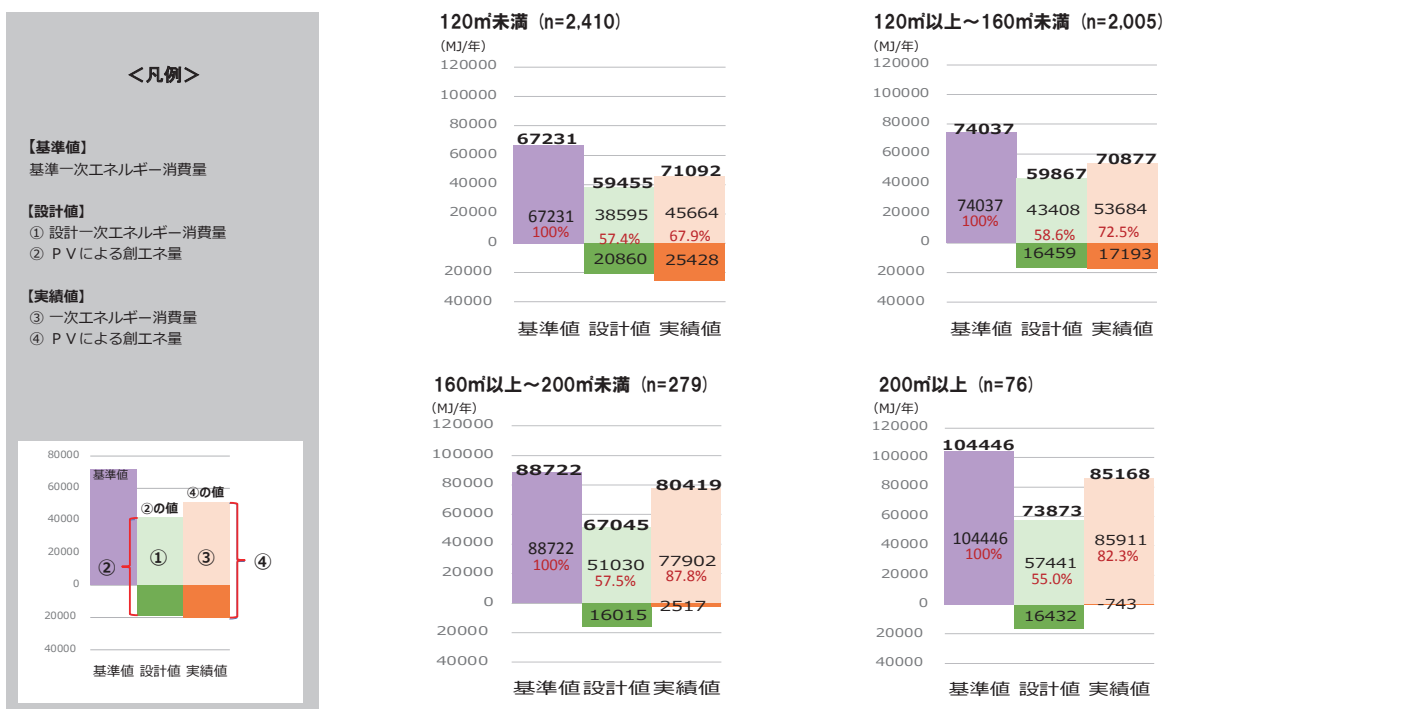 ＜凡例＞
【基準値】
基準一次エネルギー消費量
【設計値】
① 設計一次エネルギー消費量
② ＰＶによる創エネ量
【実績値】
③ 一次エネルギー消費量
④ ＰＶによる創エネ量
80000
60000
40000
20000
0
20000
40000
基準値
②の値
④の値
①
②
③
④
基準値 設計値 実績値
120㎡未満（n=2,410）
（MJ/年）
120000
100000
80000
60000
40000
20000
0
20000
40000
67231
59455
71092
67231 38595 45664
100% 57.4% 67.9%
20860 25428
基準値 設計値 実績値
120㎡以上～160㎡未満（n=2,005）
（MJ/年）
120000
100000
80000
60000
40000
20000
0
20000
40000
74037
59867
70877
74037 43408 53684
100% 58.6% 72.5%
16459 17193
基準値 設計値 実績値
160㎡以上～200㎡未満（n=279）
（MJ/年）
120000
100000
80000
60000
40000
20000
0
20000
40000
88722
67045
80419
88722 51030 77902
100% 57.5% 87.8%
16015 2517
基準値 設計値 実績値
200㎡以上（n=76）
（MJ/年）
120000
100000
80000
60000
40000
20000
0
20000
40000
104446
73873
85168
104446 57441 85911
100% 55.0% 82.3%
16432 -743
基準値 設計値 実績値